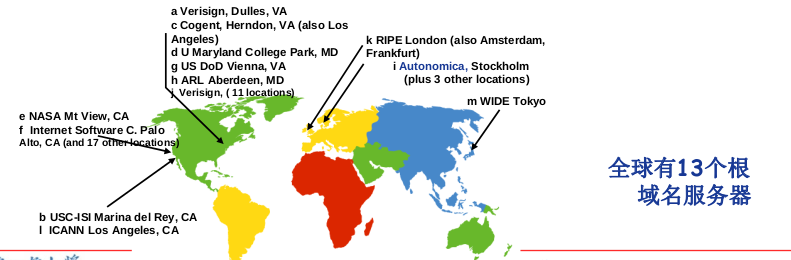 a Verisign, Dulles, VA
c Cogent, Herndon, VA (also Los
Angeles)
d U Maryland College Park, MD
g US DoD Vienna, VA
h ARL Aberdeen, MD
j Verisign, ( 11 locations)
k RIPE London (also Amsterdam,
Frankfurt)
i Autonomica, Stockholm
(plus 3 other locations)
m WIDE Tokyo
e NASA Mt View, CA
f Internet Software C. Palo
Alto, CA (and 17 other locations)
全球有13个根
域名服务器
b USC-ISI Marina del Rey, CA
l ICANN Los Angeles, CA